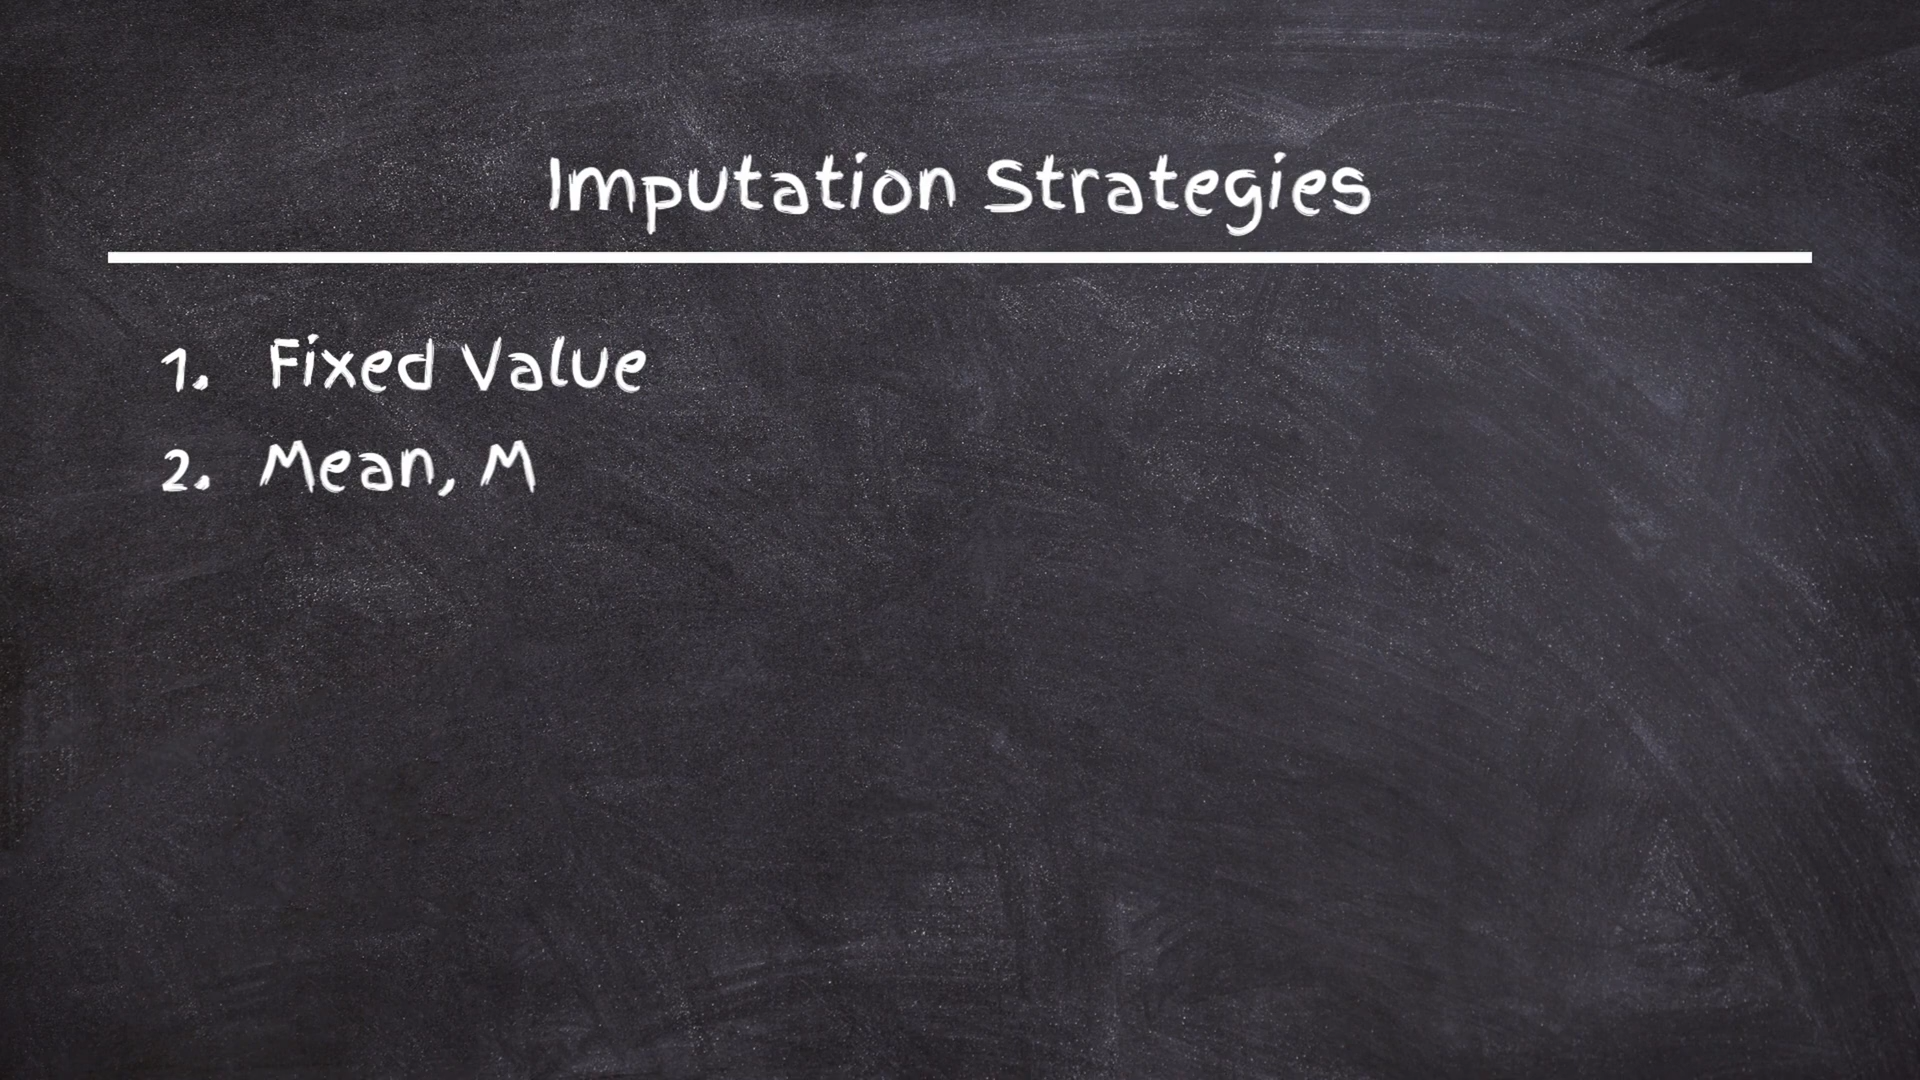 Imputation Strategies
1. Fixed Value
2. Mean, M